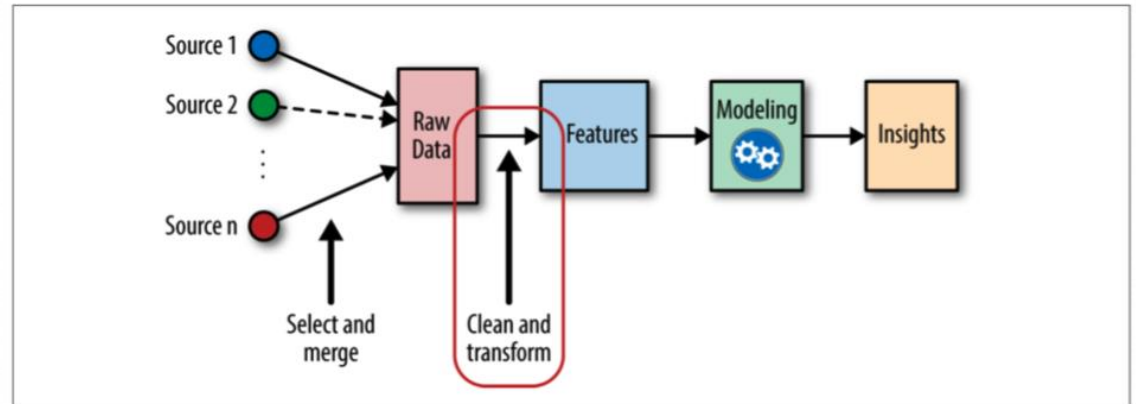 Source 1
Source 2
Source n
Select and
merge
Raw
Data
Clean and
transform
Features
Modeling
Insights